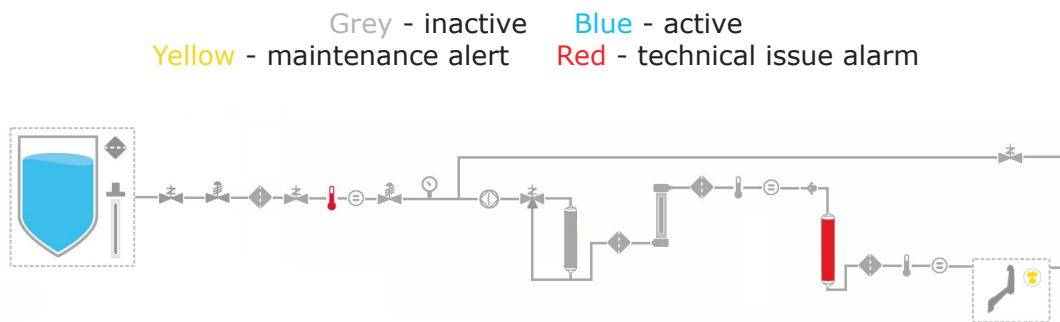 Grey - inactive Blue - active
Yellow - maintenance alert Red - technical issue alarm